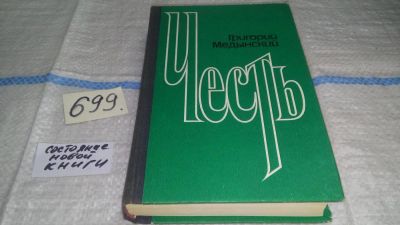 Григорий
Медынский
Честь
699.
состояние
новой
книги